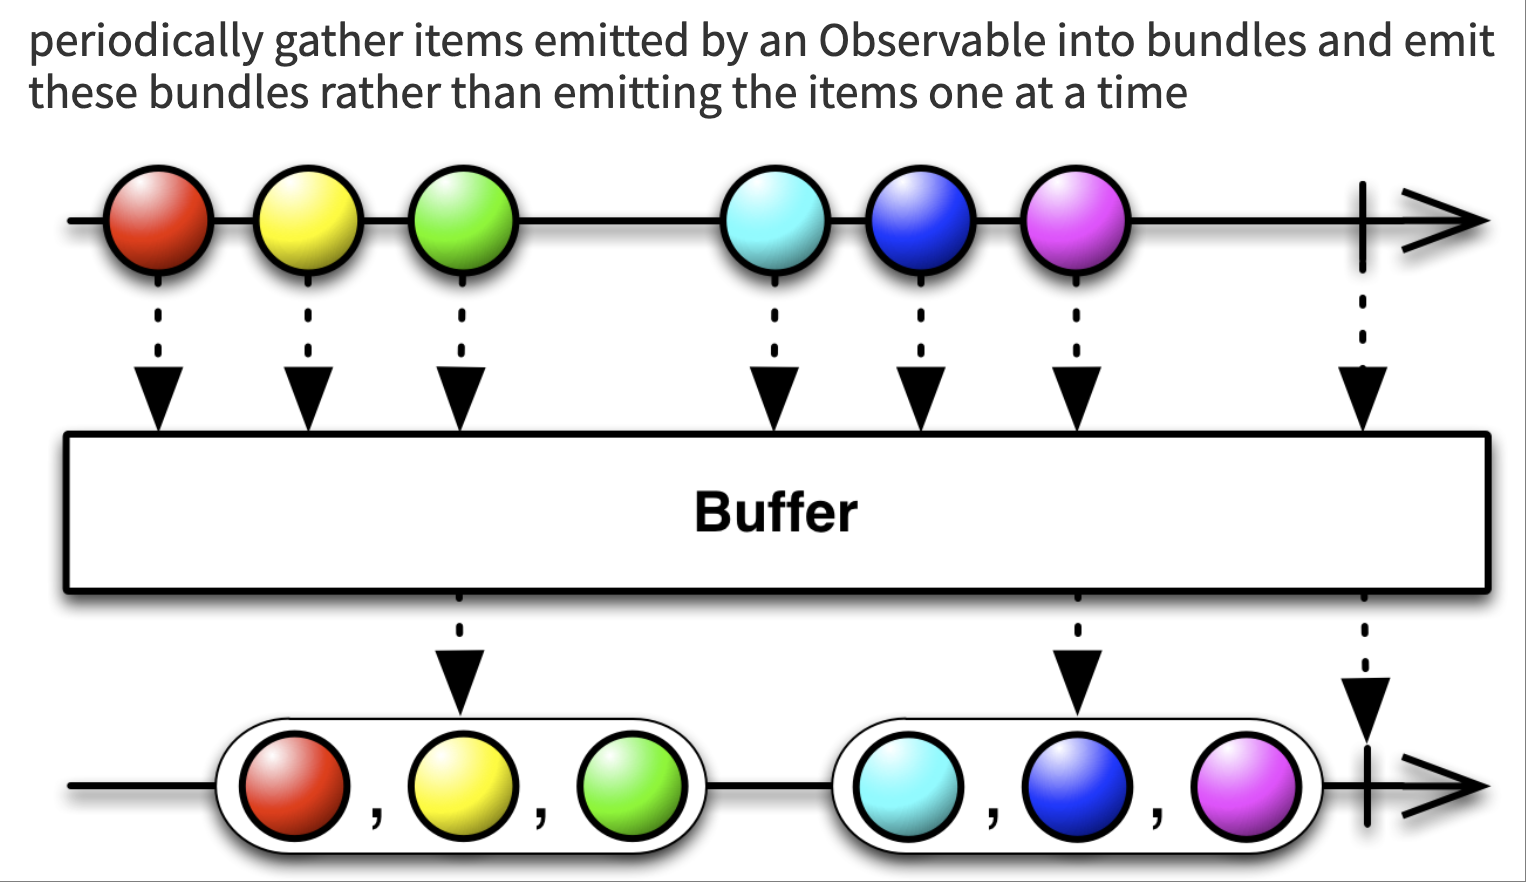 periodically gather items emitted by an Observable into bundles and emit
these bundles rather than emitting the items one at a time
Buffer
, , , ,